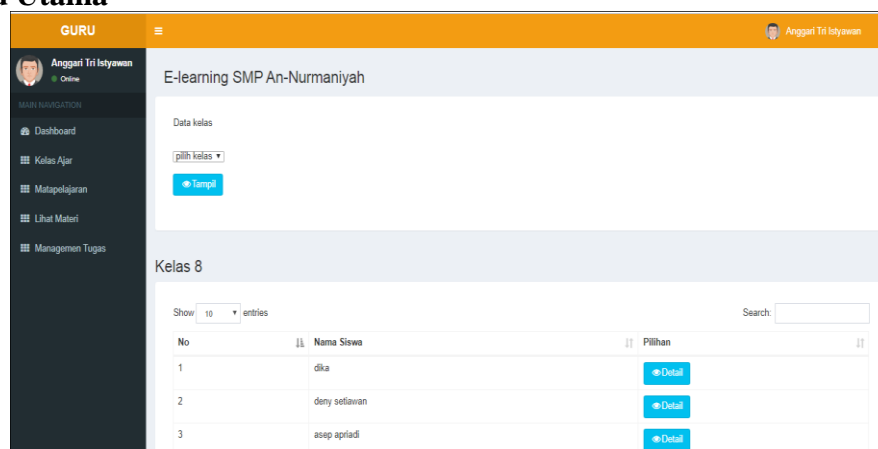 Utama
GURU
Anggari Tri Istyawan
Anggari Tri Istyawan
Online
E-learning SMP An-Nurmaniyah
MAIN NAVIGATION
Dashboard
Kelas Ajar
Matapelajaran
Lihat Materi
Managemen Tugas
Data kelas
pilih kelas
Tampil
Kelas 8
Show 10 entries
Search:
No Nama Siswa Pilihan
1 dika Detail
2 deny setiawan Detail
3 asep apriadi Detail